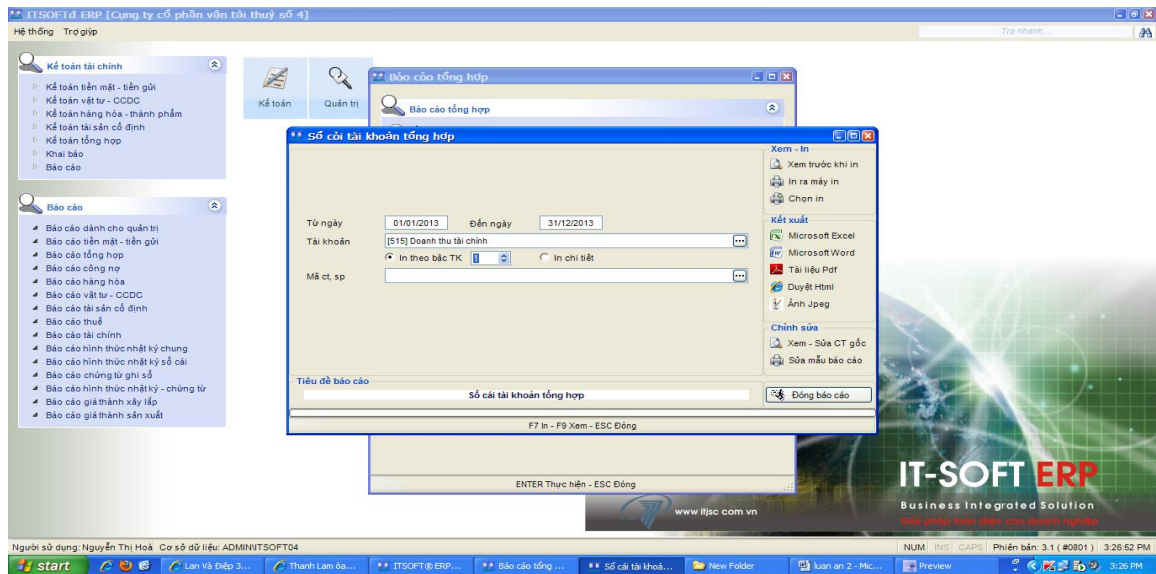 ITSOFTđ ERP [Cụng ty cổ phần vận tải thuỷ số 4]
Hệ thống Trợ giỳp
Tra nhanh...
Kế toán tài chính
Kế toán tiền mặt - tiền gửi
Kế toán vật tư - CCDC
Kế toán hàng hóa - thành phẩm
Kế toán tài sản cố định
Kế toán tổng hợp
Khai báo
Báo cáo
Kế toán
Quản trị
Báo cáo
Báo cáo dành cho quản trị
Báo cáo tiền mặt - tiền gửi
Báo cáo tổng hợp
Báo cáo công nợ
Báo cáo hàng hóa
Báo cáo vật tư - CCDC
Báo cáo tài sản cố định
Báo cáo thuế
Báo cáo tài chính
Báo cáo hình thức nhật ký chung
Báo cáo hình thức nhật ký sổ cái
Báo cáo chứng từ ghi sổ
Báo cáo hình thức nhật ký - chứng từ
Báo cáo giá thành xây lắp
Báo cáo giá thành sản xuất
Bỏo cỏo tổng hợp
Báo cáo tổng hợp
Sổ cỏi tài khoản tổng hợp
Từ ngày 01/01/2013 Đến ngày 31/12/2013
Tài khoản [515] Doanh thu tài chính
In theo bậc TK 1 In chi tiết
Mã ct, sp
Xem - In
Xem trước khi in
In ra máy in
Chọn in
Kết xuất
Microsoft Excel
Microsoft Word
Tài liệu Pdf
Duyệt Html
Ảnh Jpeg
Chỉnh sửa
Xem - Sửa CT gốc
Sửa mẫu báo cáo
Tiêu đề báo cáo
Sổ cái tài khoản tổng hợp
Đóng báo cáo
F7 In - F9 Xem - ESC Đóng
ENTER Thực hiện - ESC Đóng
www itjsc com vn
IT-SOFT ERP
Business Integrated Solution
Giải pháp toàn diện cho doanh nghiệp
Người sử dụng: Nguyễn Thị Hoà Cơ sở dữ liệu: ADMIN\ITSOFT04
NUM INS CAPS Phiên bản: 3.1 ( #0801 ) 3:26:52 PM
start
Lan Và Điệp 3...
Thanh Lam òa...
ITSOFT® ERP...
Báo cáo tổng ...
Sổ cái tài khoả...
New Folder
luan an 2 - Mic...
Preview
3:26 PM